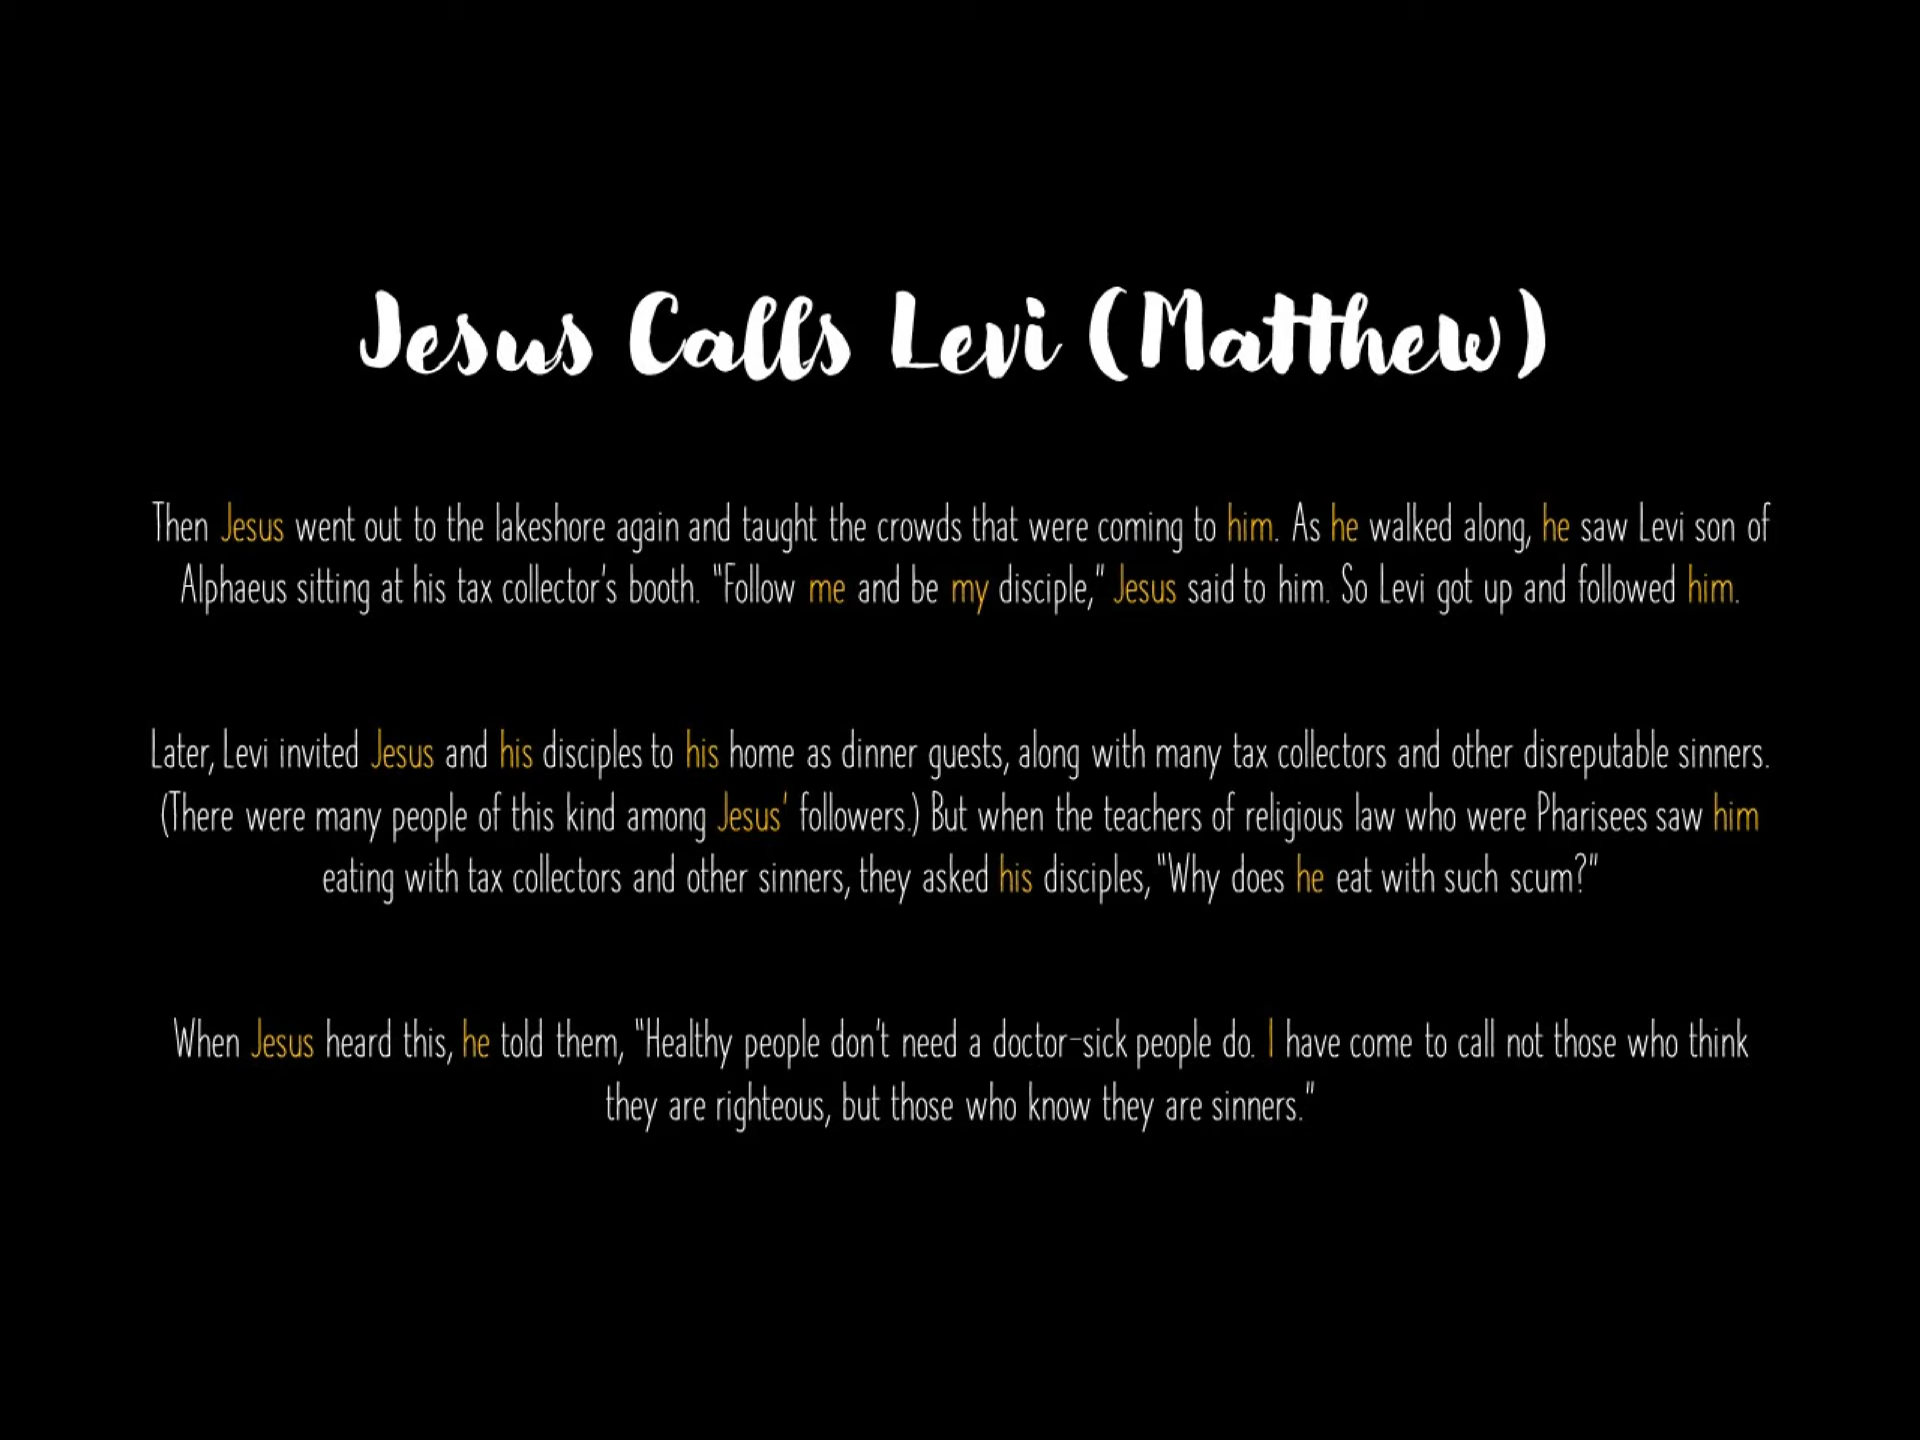 Jesus Calls Levi (Matthew)
Then Jesus went out to the lakeshore again and taught the crowds that were coming to him. As he walked along, he saw Levi son of
Alphaeus sitting at his tax collector's booth. "Follow me and be my disciple," Jesus said to him. So Levi got up and followed him.
Later, Levi invited Jesus and his disciples to his home as dinner guests, along with many tax collectors and other disreputable sinners.
(There were many people of this kind among Jesus' followers.) But when the teachers of religious law who were Pharisees saw him
eating with tax collectors and other sinners, they asked his disciples, "Why does he eat with such scum?"
When Jesus heard this, he told them, "Healthy people don't need a doctor-sick people do. I have come to call not those who think
they are righteous, but those who know they are sinners."